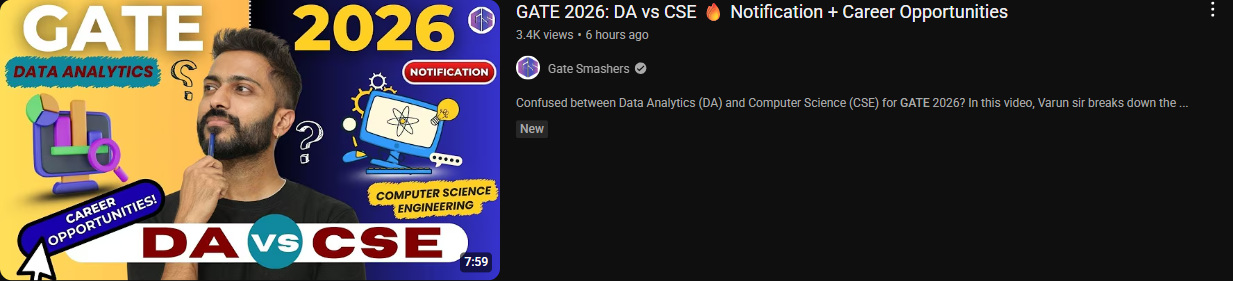 GATE 2026
DATA ANALYTICS
NOTIFICATION
COMPUTER SCIENCE
ENGINEERING
CAREER
OPPORTUNITIES!
DA VS CSE
7:59
GATE 2026: DA vs CSE 🔥 Notification + Career Opportunities
3.4K views • 6 hours ago
Gate Smashers
Confused between Data Analytics (DA) and Computer Science (CSE) for GATE 2026? In this video, Varun sir breaks down the ...
New